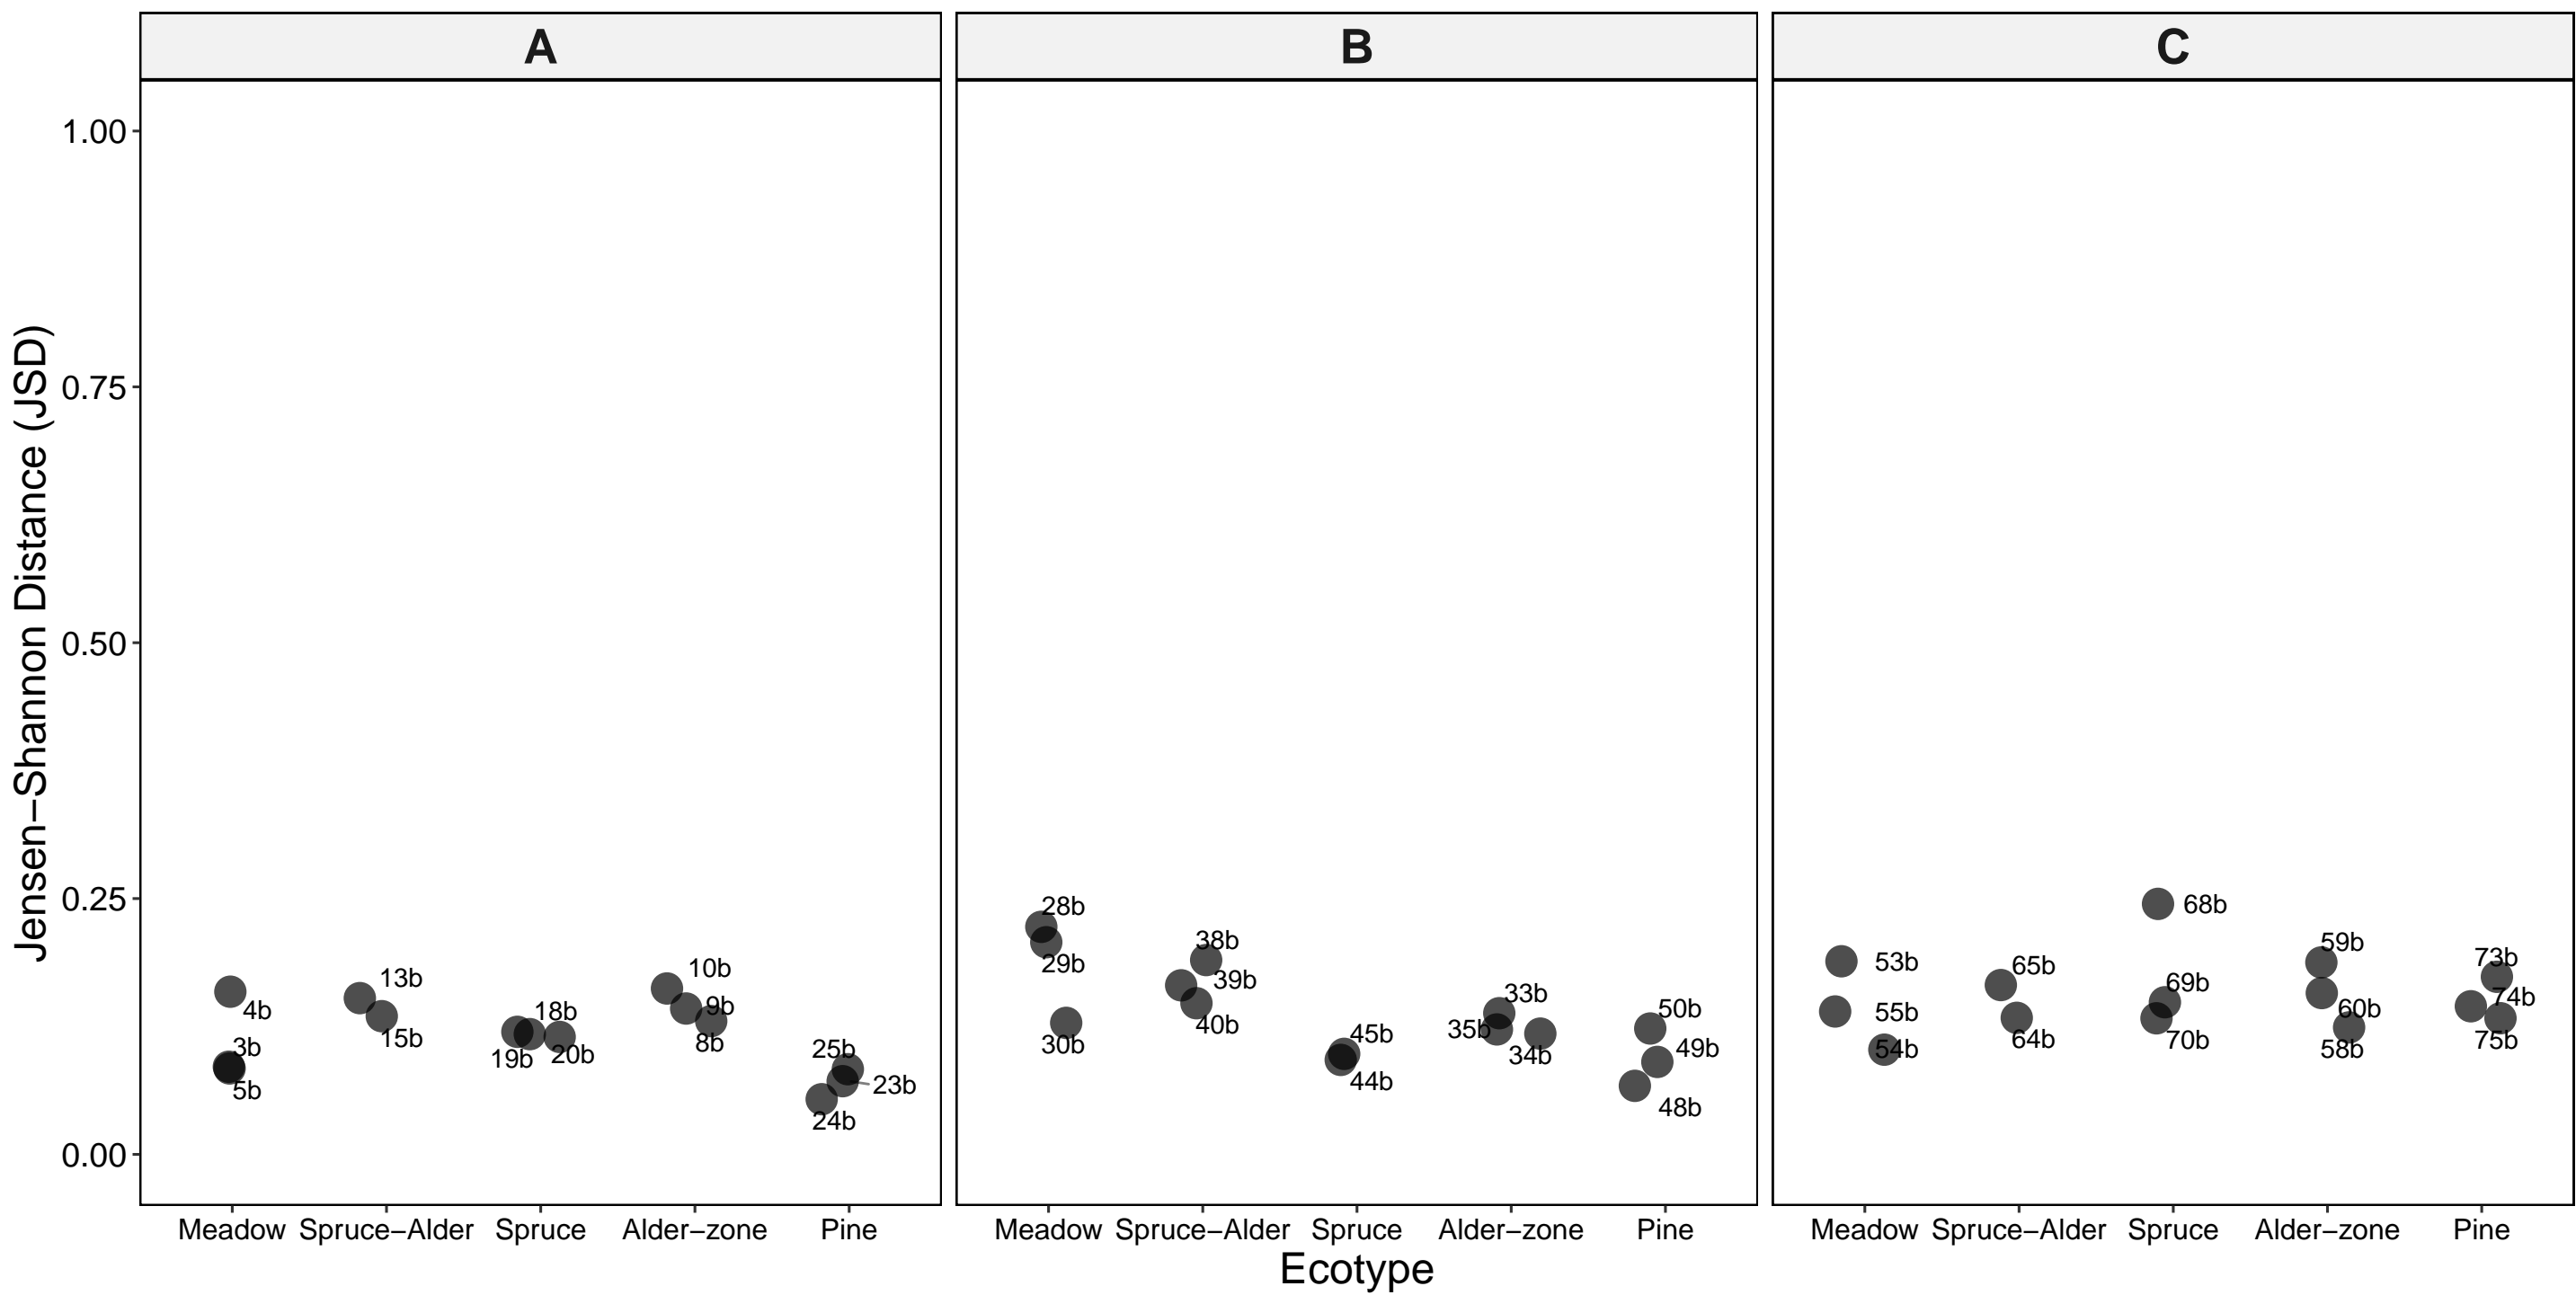 A
B
C
Jensen−Shannon Distance (JSD)
1.00
0.75
0.50
0.25
0.00
4b
3b
5b
13b
15b
18b
19b
20b
10b
9b
8b
25b
23b
24b
28b
29b
30b
38b
39b
40b
45b
44b
33b
35b
34b
50b
49b
48b
53b
55b
54b
65b
64b
68b
69b
70b
59b
60b
58b
73b
74b
75b
Meadow Spruce−Alder Spruce Alder−zone Pine
Meadow Spruce−Alder Spruce Alder−zone Pine
Meadow Spruce−Alder Spruce Alder−zone Pine
Ecotype